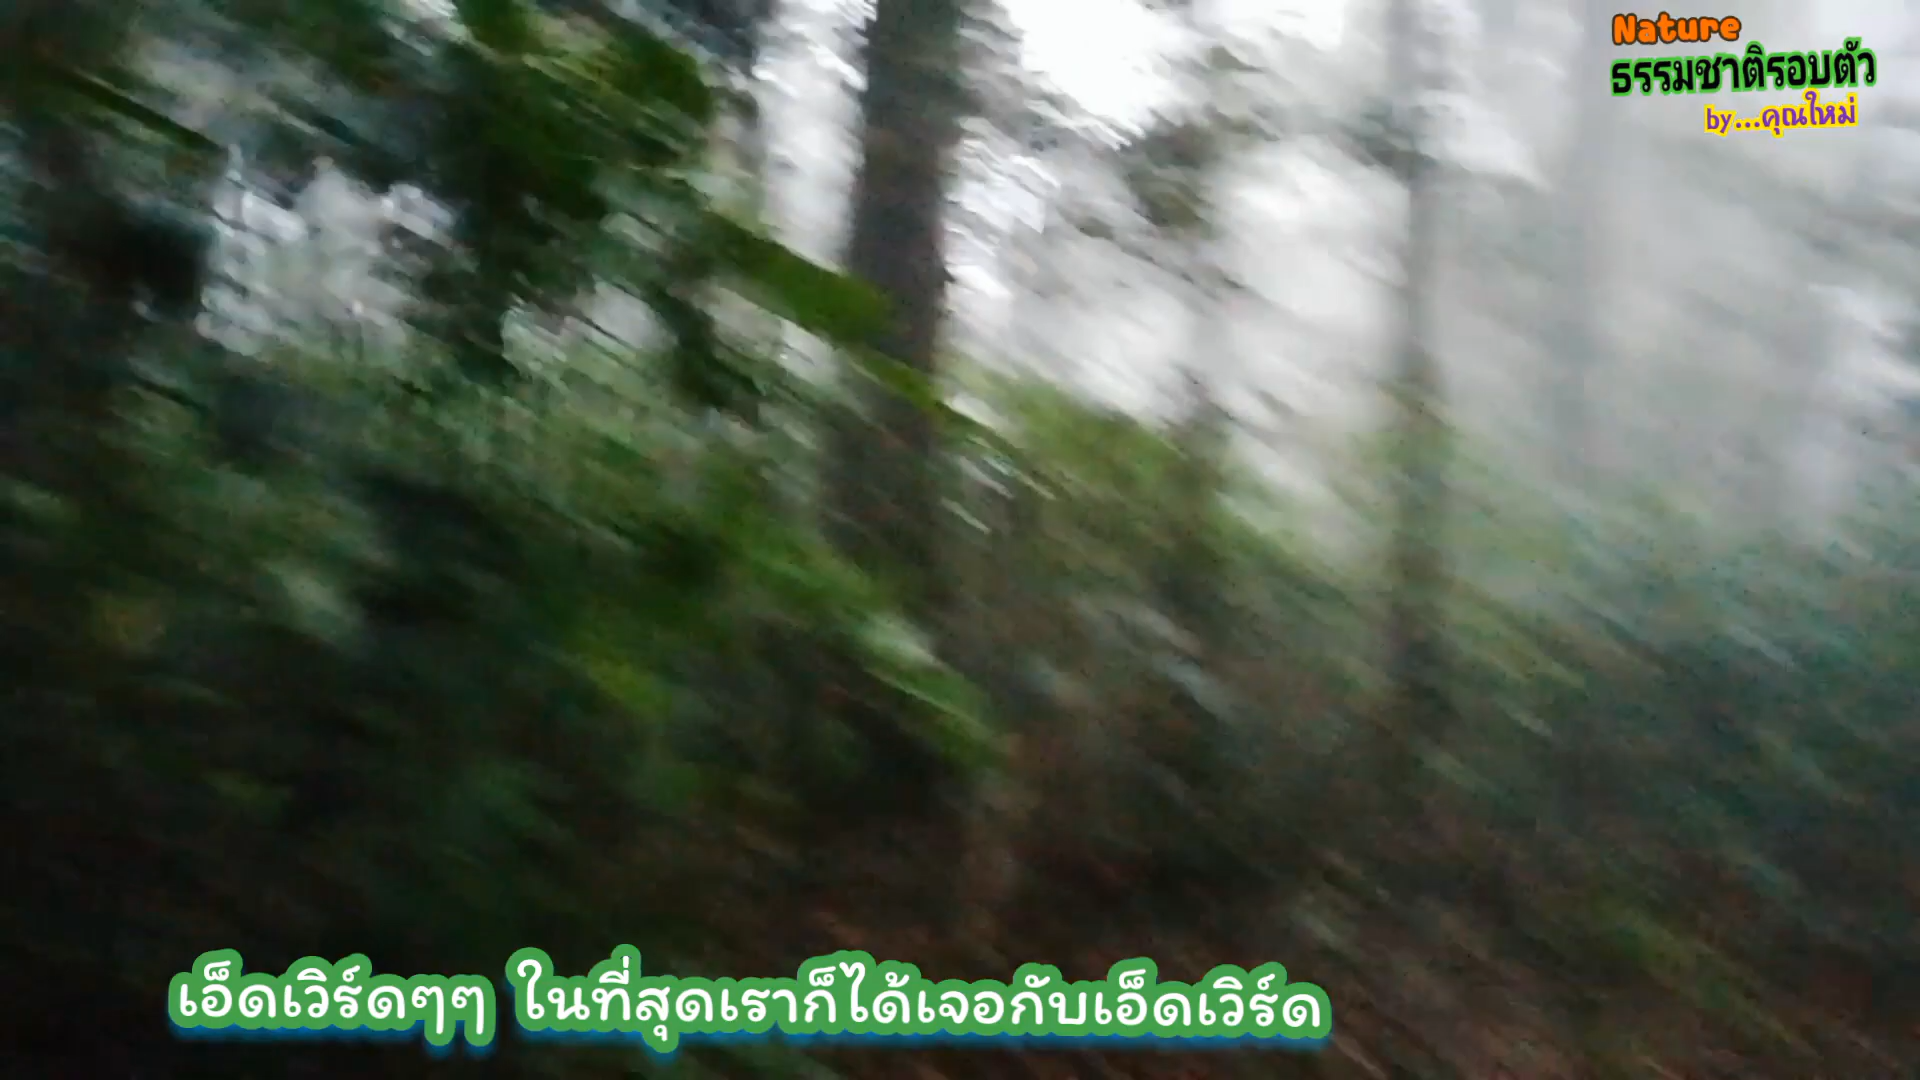 Nature
ธรรมชาติรอบตัว
by...คุณใหม่
เอ็ดเวิร์ดๆๆ ในที่สุดเราก็ได้เจอกับเอ็ดเวิร์ด